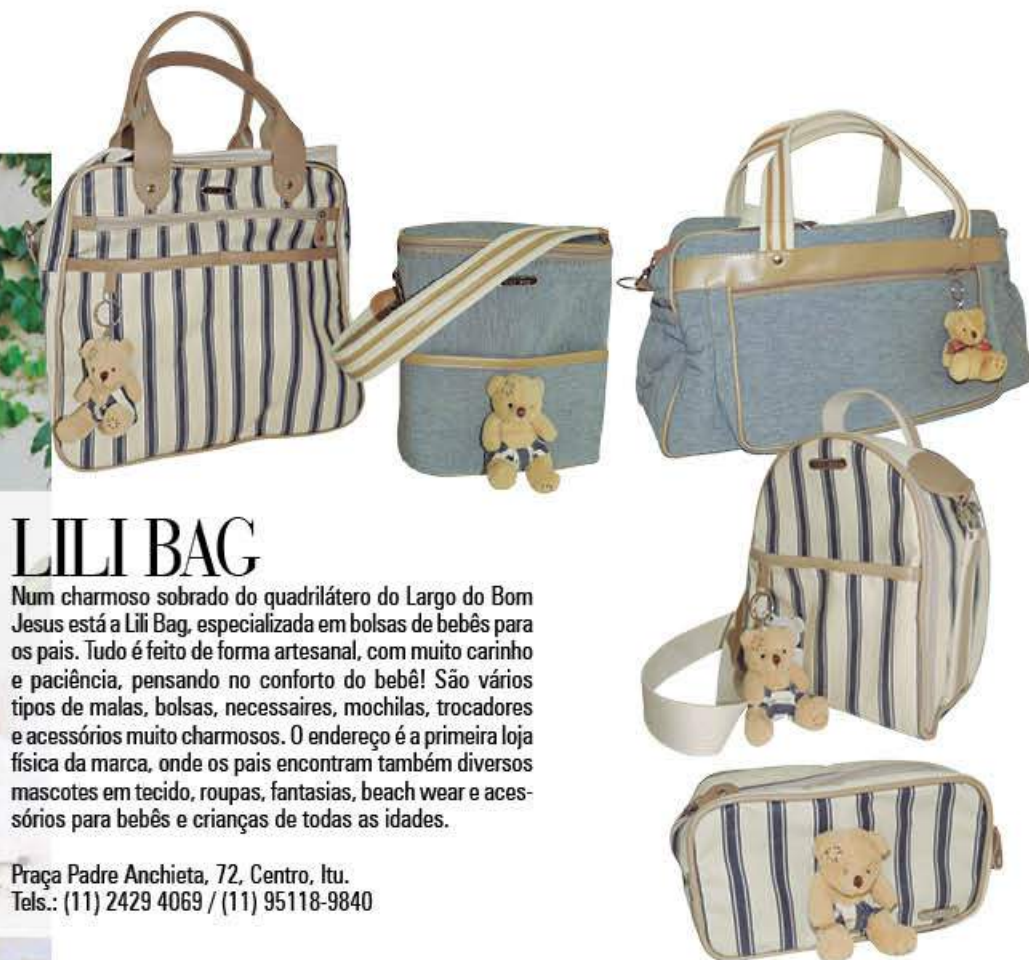 LILI BAG
Num charmoso sobrado do quadrilátero do Largo do Bom
Jesus está a Lili Bag, especializada em bolsas de bebês para
os pais. Tudo é feito de forma artesanal, com muito carinho
e paciência, pensando no conforto do bebê! São vários
tipos de malas, bolsas, necessaires, mochilas, trocadores
e acessórios muito charmosos. O endereço é a primeira loja
física da marca, onde os pais encontram também diversos
mascotes em tecido, roupas, fantasias, beach wear e aces-
sórios para bebês e crianças de todas as idades.
Praça Padre Anchieta, 72, Centro, Itu.
Tels.: (11) 2429 4069 / (11) 95118-9840